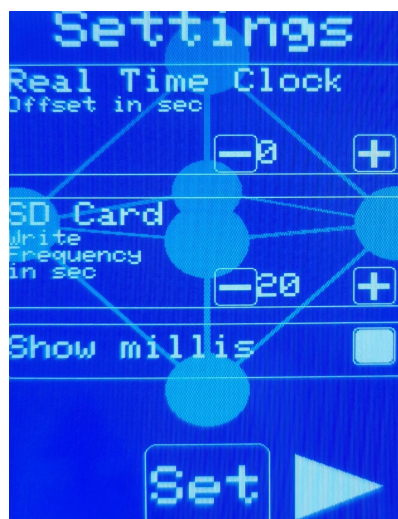 Settings
Real Time Clock
Offset in sec
0
SD Card
Write
Frequency
in sec
20
Show millis
Set